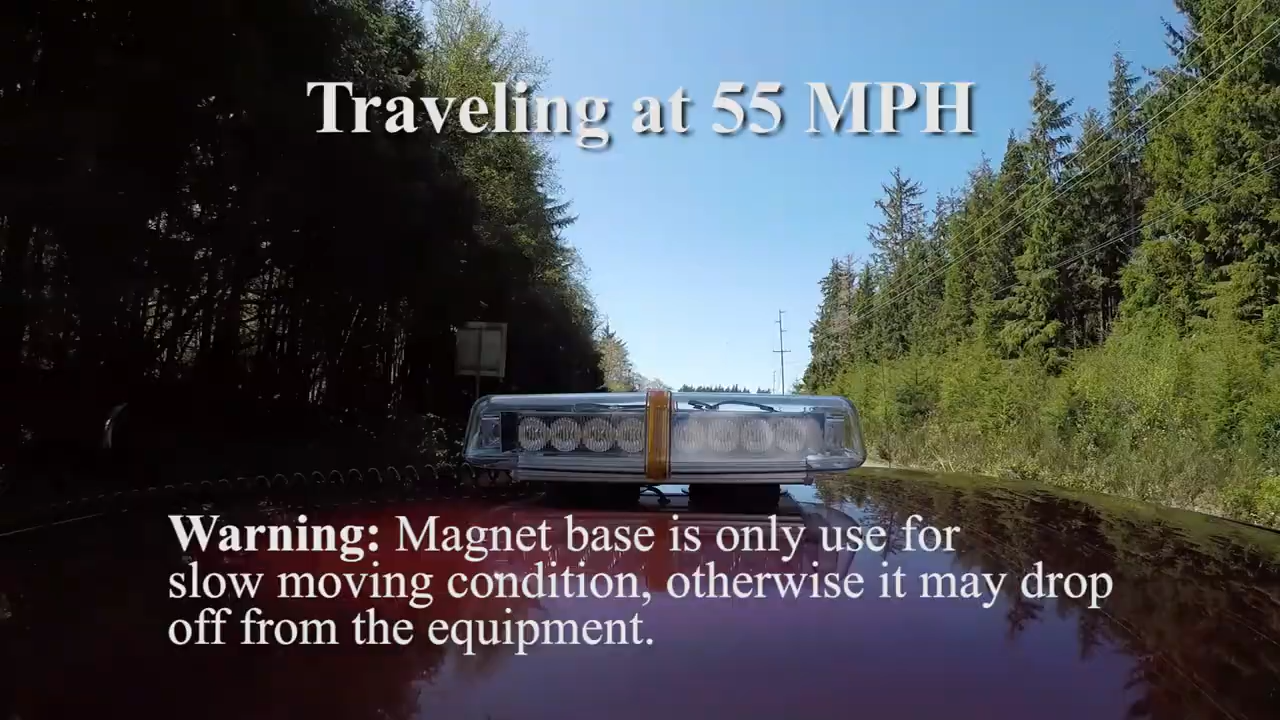 Traveling at 55 MPH
Warning: Magnet base is only use for
slow moving condition, otherwise it may drop
off from the equipment.